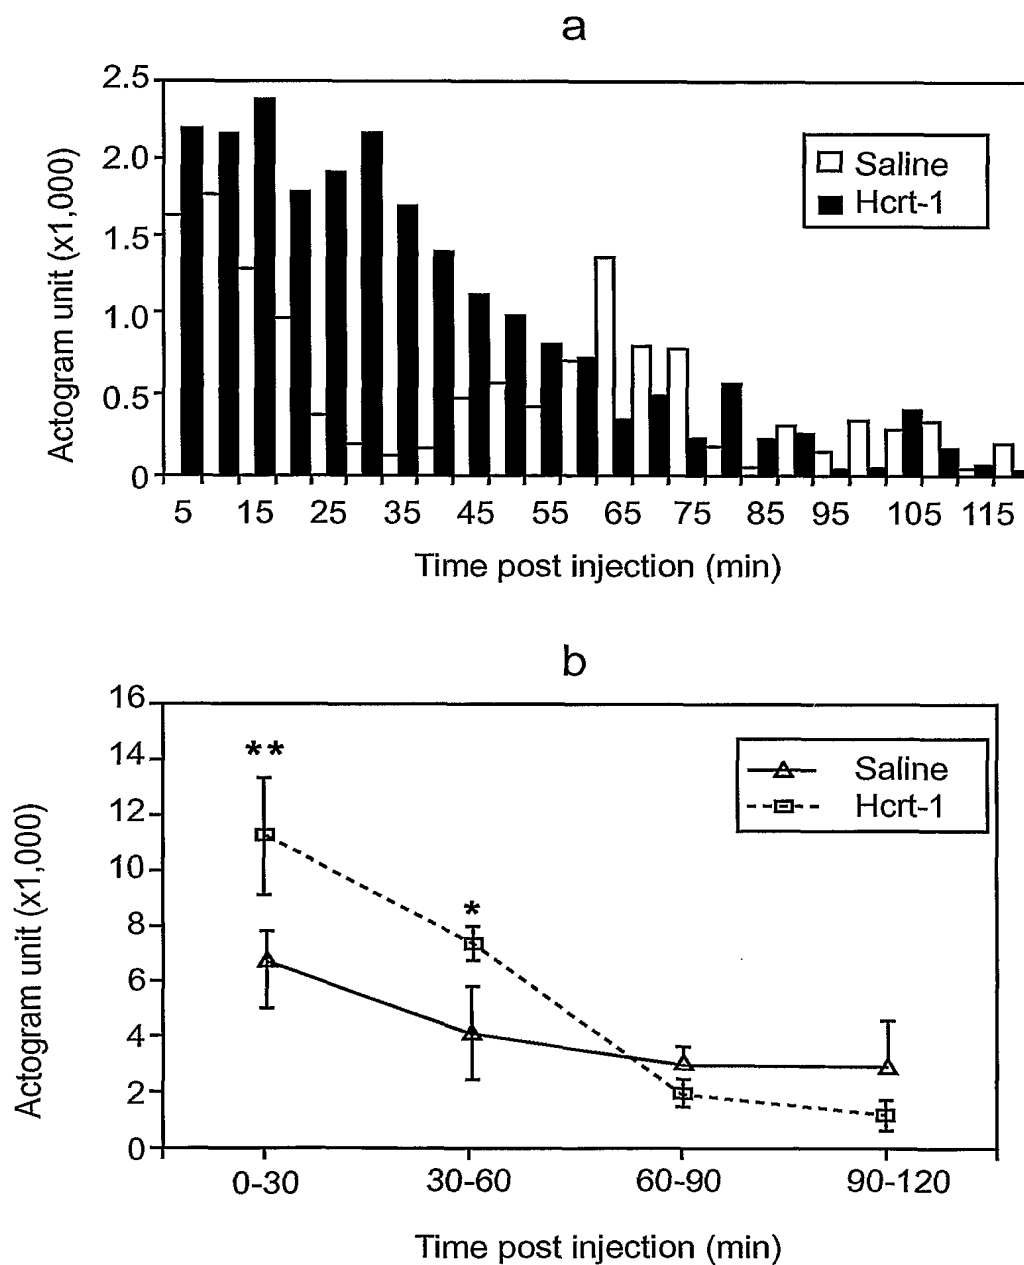 a
Actogram unit (x1,000)
2.5
2.0
1.5
1.0
0.5
0
Saline
Hcrt-1
5 15 25 35 45 55 65 75 85 95 105 115
Time post injection (min)
b
Actogram unit (x1,000)
16
14
12
10
8
6
4
2
0
**
*
Saline
Hcrt-1
0-30 30-60 60-90 90-120
Time post injection (min)